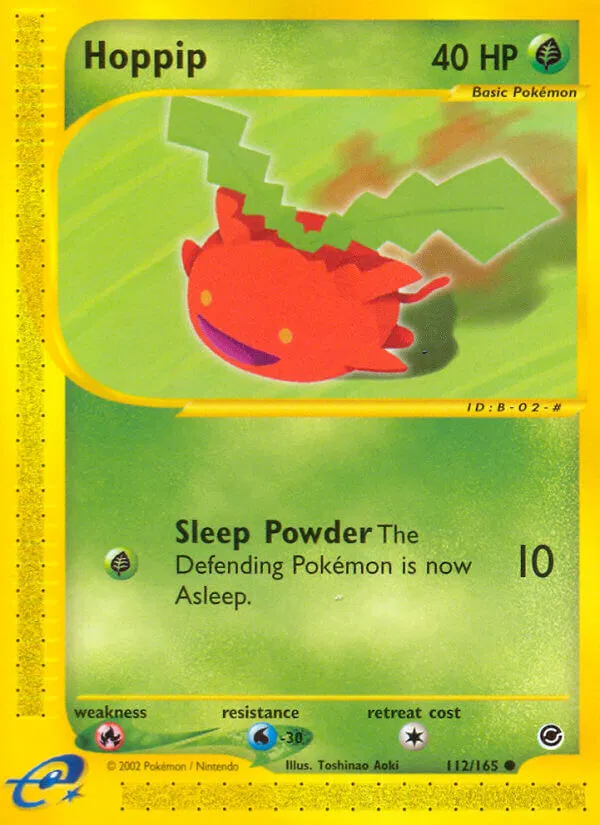 Hoppip
40 HP
Basic Pokémon
ID:B-02-#
Sleep Powder The
Defending Pokémon is now
Asleep.
10
weakness
resistance
retreat cost
-30
© 2002 Pokémon / Nintendo
Illus. Toshinao Aoki
112/165
e